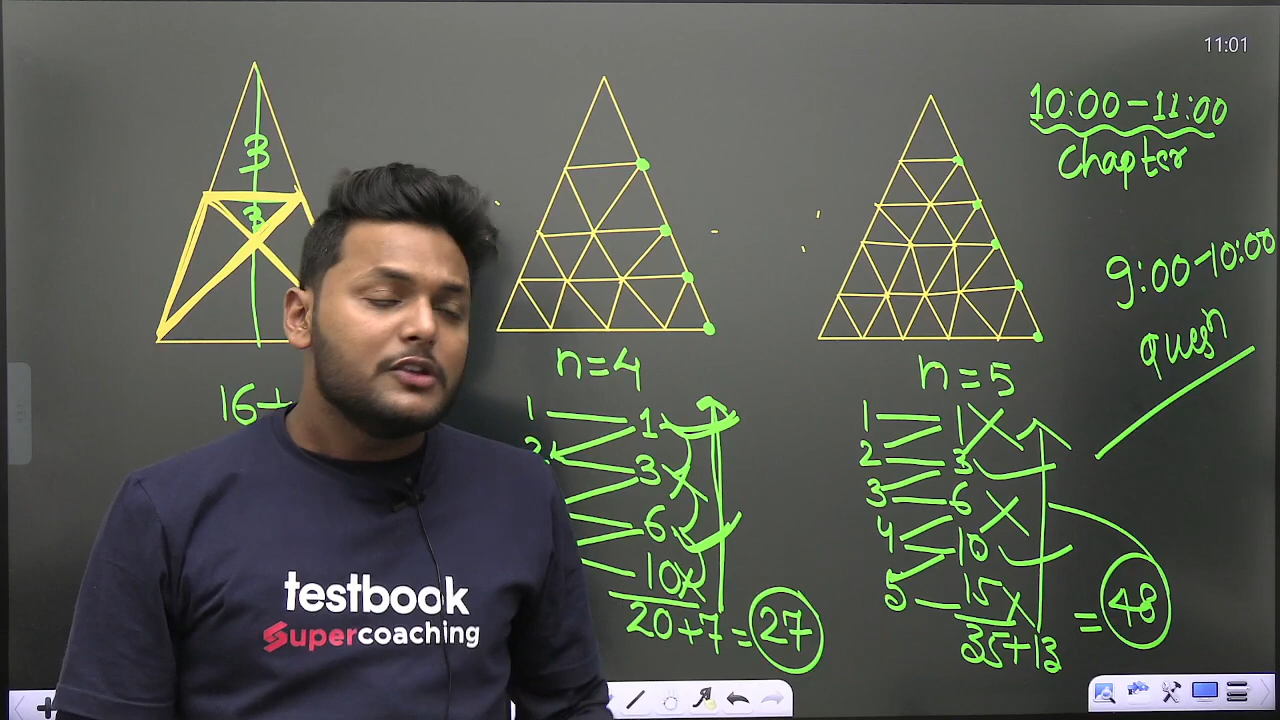 11:01
10:00-11:00
Chapter
9:00-10:00
quesn
3
3
16+
n=4
1 1
2 3
6
10
20+7=27
n=5
1 1
2 3
3 6
4 10
5 15
35+13 = 48
testbook
Supercoaching